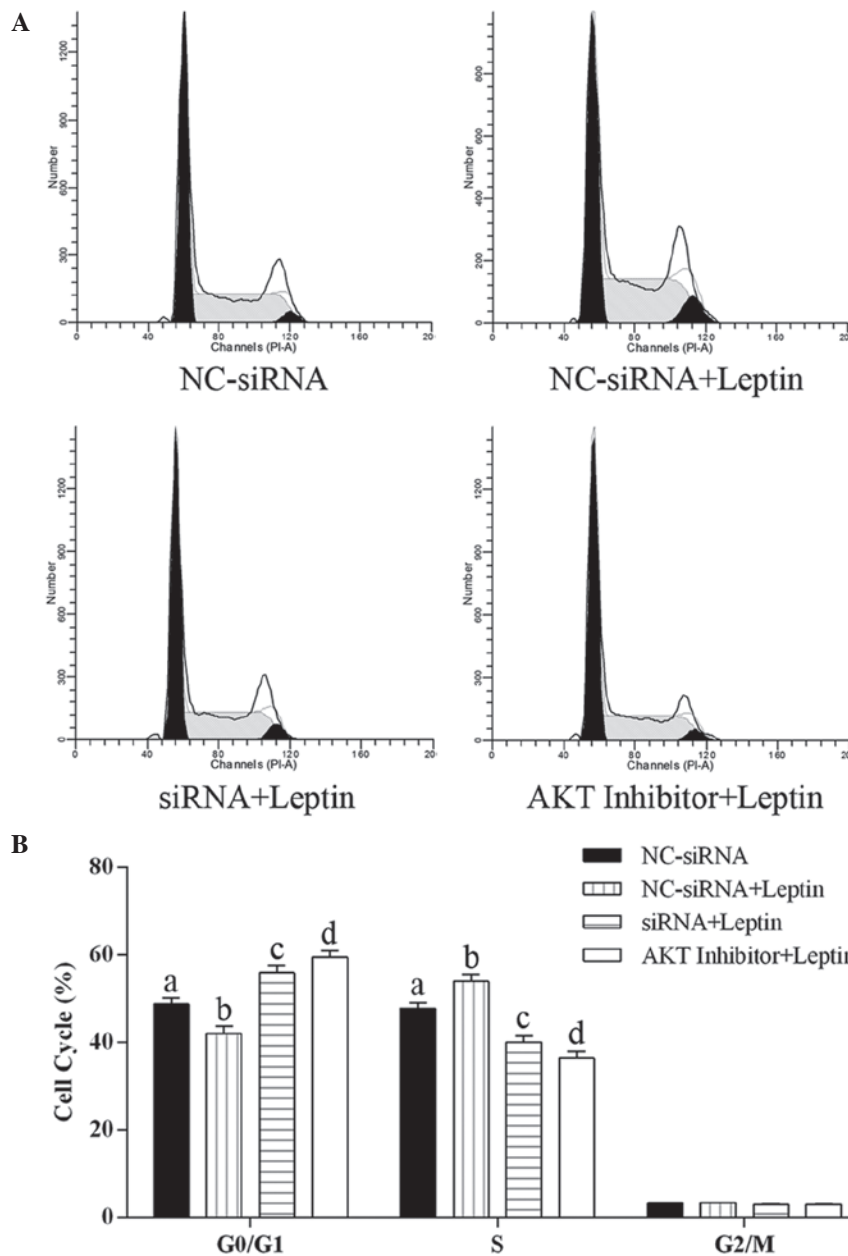 A
Number
1200
900
600
300
0
0 40 80 120 160 20
Channels (PI-A)
NC-siRNA
Number
800
600
400
200
0
0 40 80 120 160 20
Channels (PI-A)
NC-siRNA+Leptin
Number
1200
900
600
300
0
0 40 80 120 160 20
Channels (PI-A)
siRNA+Leptin
Number
1200
900
600
300
0
0 40 80 120 160 20
Channels (PI-A)
AKT Inhibitor+Leptin
B
NC-siRNA
NC-siRNA+Leptin
siRNA+Leptin
AKT Inhibitor+Leptin
Cell Cycle (%)
80
60
40
20
0
a b c d
a b c d
G0/G1 S G2/M